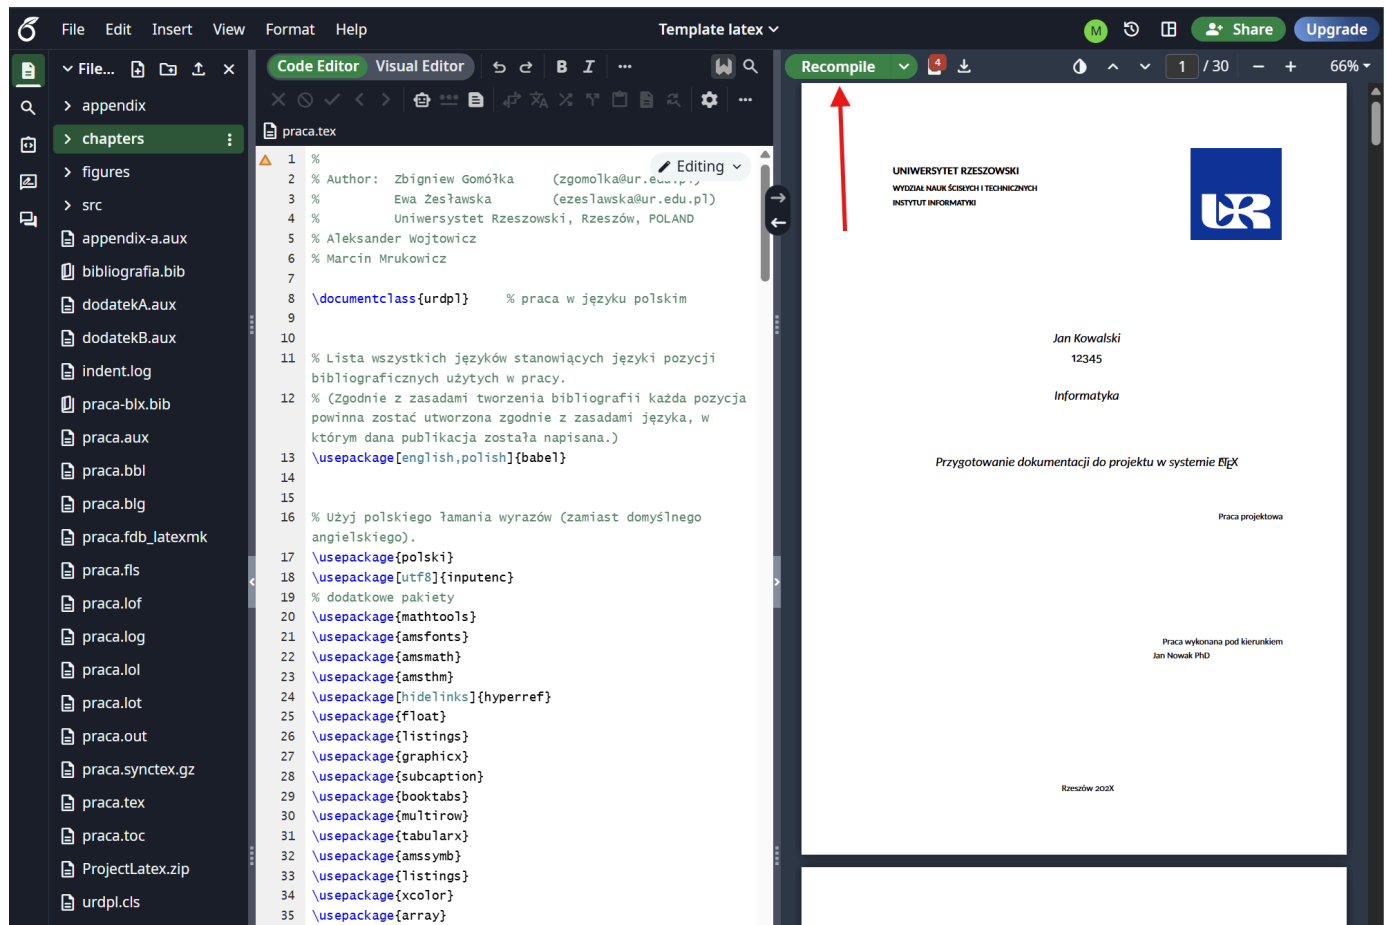 File Edit Insert View Format Help
Template latex
M
Share
Upgrade
File...
appendix
chapters
figures
src
appendix-a.aux
bibliografia.bib
dodatekA.aux
dodatekB.aux
indent.log
praca-blx.bib
praca.aux
praca.bbl
praca.blg
praca.fdb_latexmk
praca.fls
praca.lof
praca.log
praca.lol
praca.lot
praca.out
praca.synctex.gz
praca.tex
praca.toc
ProjectLatex.zip
urdpl.cls
Code Editor Visual Editor
B I
praca.tex
Editing
1 %
2 % Author: Zbigniew Gomółka (zgomolka@ur.edu.pl)
3 % Ewa Żesławska (ezeslawska@ur.edu.pl)
4 % Uniwersystet Rzeszowski, Rzeszów, POLAND
5 % Aleksander Wojtowicz
6 % Marcin Mrukowicz
7
8 \documentclass{urdpl} % praca w języku polskim
9
10
11 % Lista wszystkich języków stanowiących języki pozycji
bibliograficznych użytych w pracy.
12 % (Zgodnie z zasadami tworzenia bibliografii każda pozycja
powinna zostać utworzona zgodnie z zasadami języka, w
którym dana publikacja została napisana.)
13 \usepackage[english,polish]{babel}
14
15
16 % Użyj polskiego łamania wyrazów (zamiast domyślnego
angielskiego).
17 \usepackage{polski}
18 \usepackage[utf8]{inputenc}
19 % dodatkowe pakiety
20 \usepackage{mathtools}
21 \usepackage{amsfonts}
22 \usepackage{amsmath}
23 \usepackage{amsthm}
24 \usepackage[hidelinks]{hyperref}
25 \usepackage{float}
26 \usepackage{listings}
27 \usepackage{graphicx}
28 \usepackage{subcaption}
29 \usepackage{booktabs}
30 \usepackage{multirow}
31 \usepackage{tabularx}
32 \usepackage{amssymb}
33 \usepackage{listings}
34 \usepackage{xcolor}
35 \usepackage{array}
Recompile
4
1 / 30
66%
UNIWERSYTET RZESZOWSKI
WYDZIAŁ NAUK ŚCISŁYCH I TECHNICZNYCH
INSTYTUT INFORMATYKI
UR
Jan Kowalski
12345
Informatyka
Przygotowanie dokumentacji do projektu w systemie LATEX
Praca projektowa
Praca wykonana pod kierunkiem
Jan Nowak PhD
Rzeszów 202X